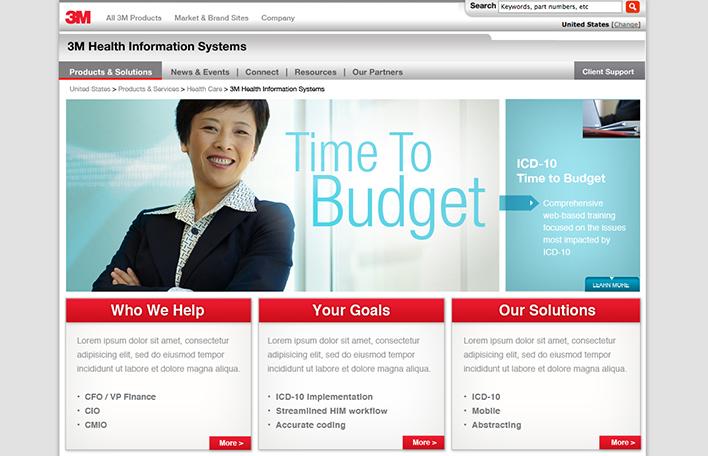 3M
All 3M Products
Market & Brand Sites
Company
Search
Keywords, part numbers, etc
United States [Change]
3M Health Information Systems
Products & Solutions
News & Events | Connect | Resources | Our Partners
Client Support
United States > Products & Services > Health Care > 3M Health Information Systems
Time To
Budget
ICD-10
Time to Budget
Comprehensive
web-based training
focused on the issues
most impacted by
ICD-10
LEARN MORE
Who We Help
Lorem ipsum dolor sit amet, consectetur
adipisicing elit, sed do eiusmod tempor
incididunt ut labore et dolore magna aliqua.
• CFO / VP Finance
• CIO
• CMIO
More >
Your Goals
Lorem ipsum dolor sit amet, consectetur
adipisicing elit, sed do eiusmod tempor
incididunt ut labore et dolore magna aliqua.
• ICD-10 Implementation
• Streamlined HIM workflow
• Accurate coding
More >
Our Solutions
Lorem ipsum dolor sit amet, consectetur
adipisicing elit, sed do eiusmod tempor
incididunt ut labore et dolore magna aliqua.
• ICD-10
• Mobile
• Abstracting
More >